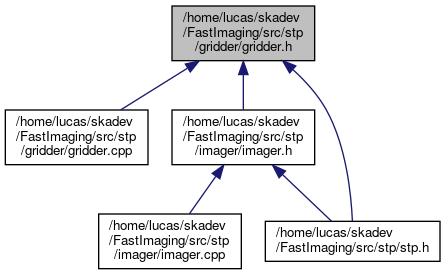 /home/lucas/skadev
/FastImaging/src/stp
/gridder/gridder.h
/home/lucas/skadev
/FastImaging/src/stp
/gridder/gridder.cpp
/home/lucas/skadev
/FastImaging/src/stp
/imager/imager.h
/home/lucas/skadev
/FastImaging/src/stp
/imager/imager.cpp
/home/lucas/skadev
/FastImaging/src/stp/stp.h